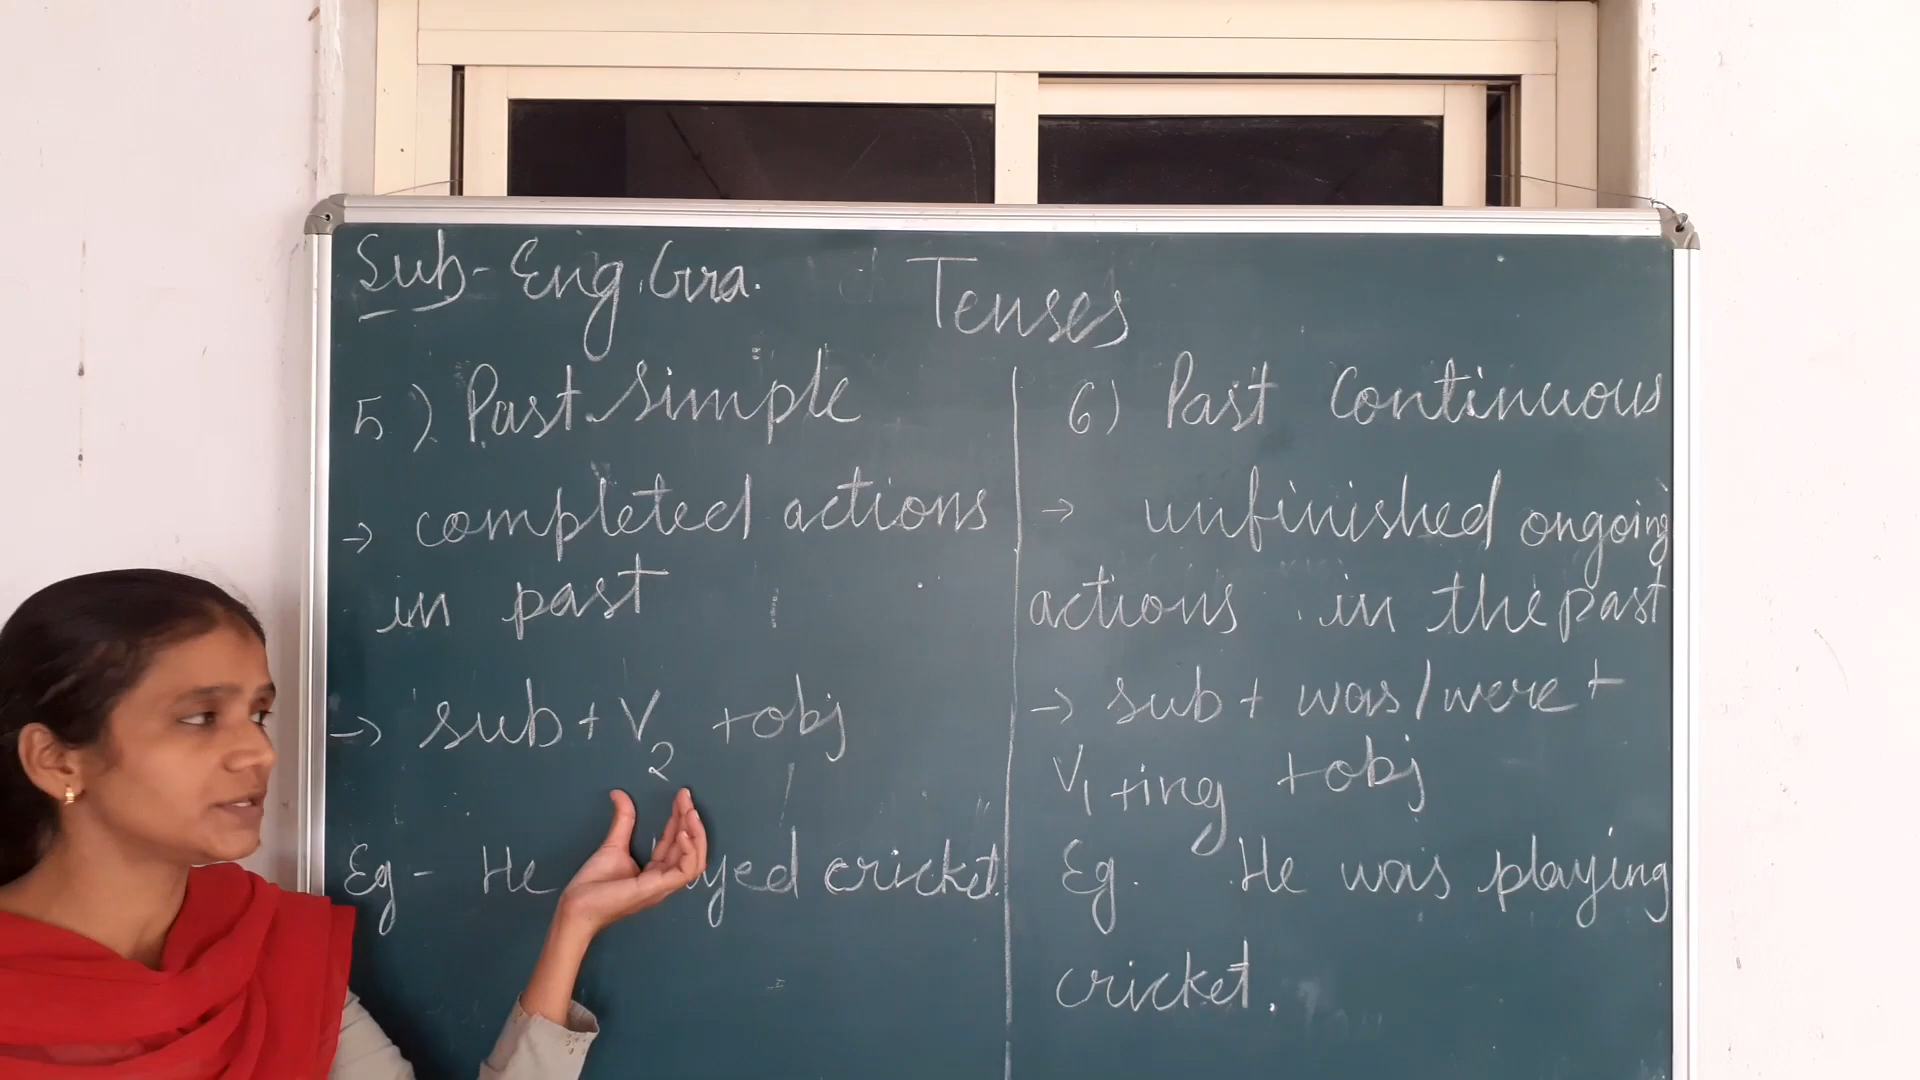 Sub- Eng. Gra.
Tenses
5) Past Simple
→ completed actions
in past
→ sub + V2 + obj
Eg - He yed cricket.
6) Past Continuous
→ unfinished ongoing
actions in the past
→ sub + was/were +
V1 +ing + obj
Eg. He was playing
cricket.